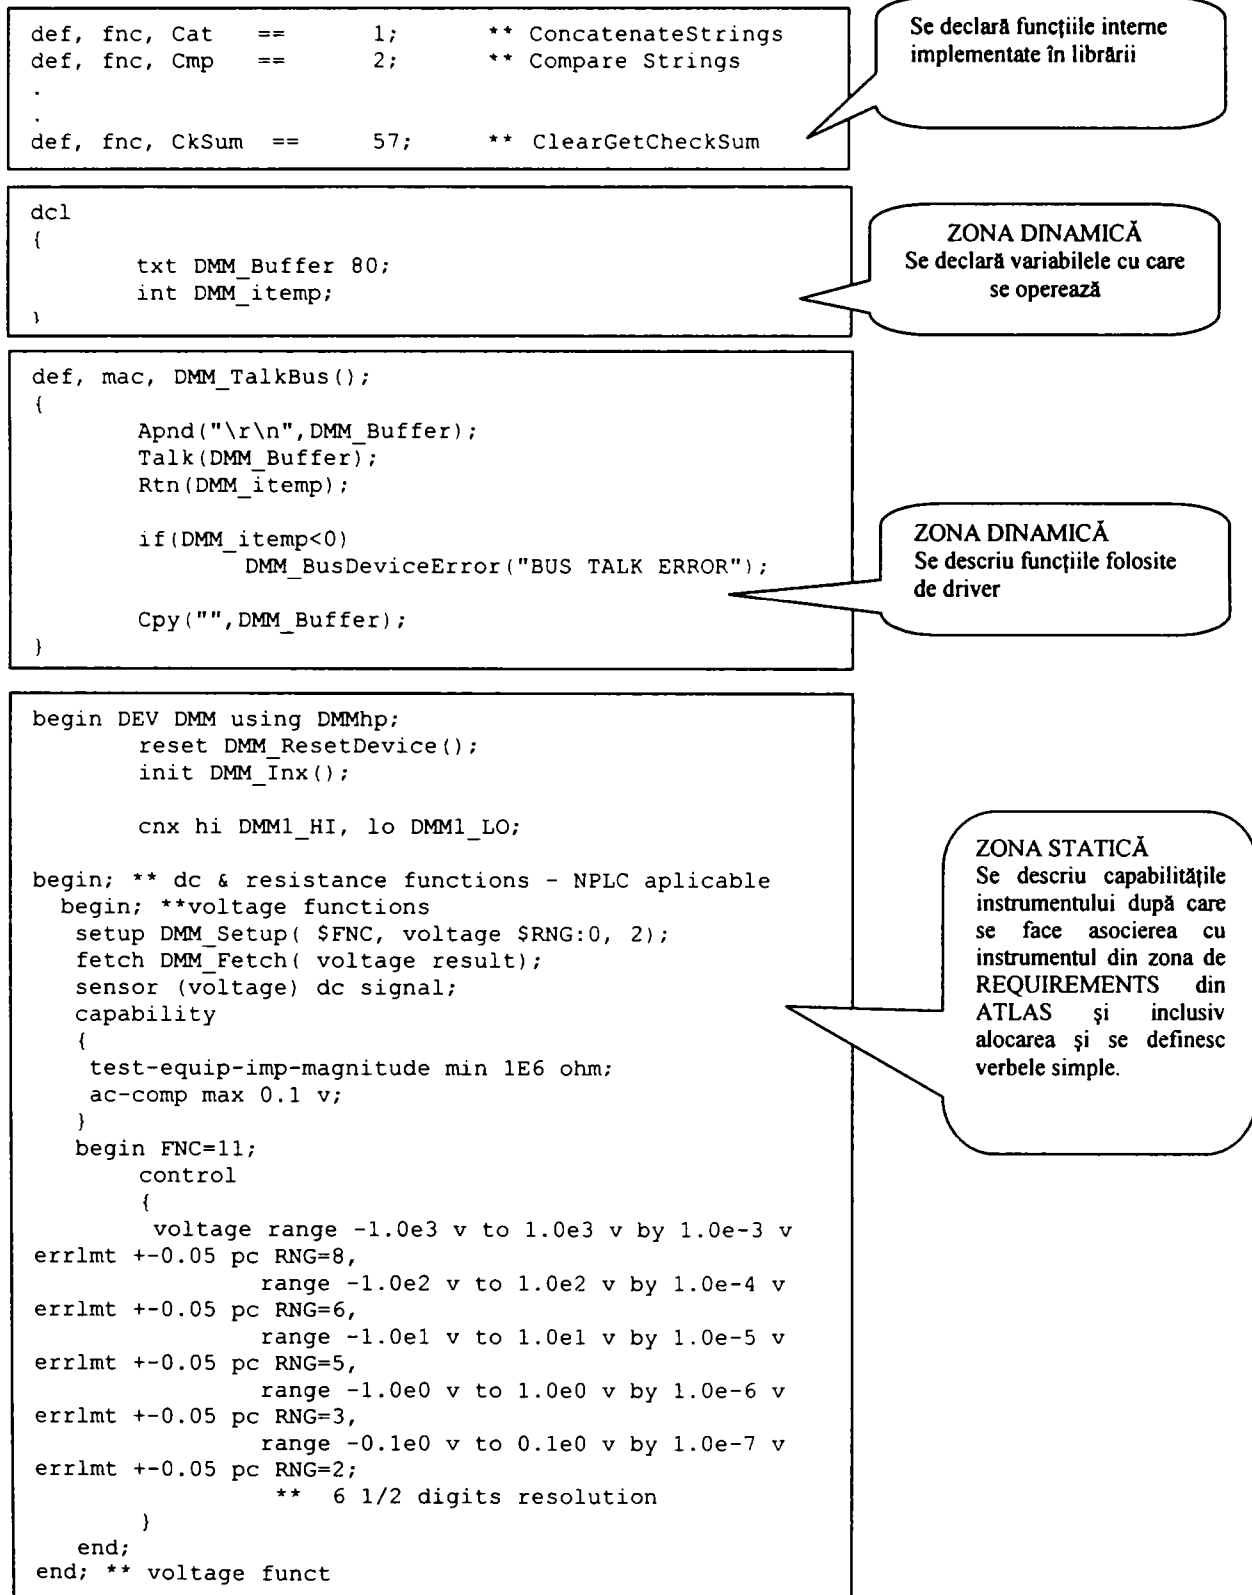 def, fnc, Cat   ==      1;      ** ConcatenateStrings
def, fnc, Cmp   ==      2;      ** Compare Strings
.
.
def, fnc, CkSum  ==      57;      ** ClearGetCheckSum
Se declară funcţiile interne
implementate în librării
dcl
{
txt DMM_Buffer 80;
int DMM_itemp;
}
ZONA DINAMICĂ
Se declară variabilele cu care
se operează
def, mac, DMM_TalkBus();
{
Apnd("\r\n",DMM_Buffer);
Talk(DMM_Buffer);
Rtn(DMM_itemp);
if(DMM_itemp<0)
DMM_BusDeviceError("BUS TALK ERROR");
Cpy("",DMM_Buffer);
}
ZONA DINAMICĂ
Se descriu funcţiile folosite
de driver
begin DEV DMM using DMMhp;
reset DMM_ResetDevice();
init DMM_Inx();
cnx hi DMM1_HI, lo DMM1_LO;
begin; ** dc & resistance functions - NPLC aplicable
begin; **voltage functions
setup DMM_Setup( $FNC, voltage $RNG:0, 2);
fetch DMM_Fetch( voltage result);
sensor (voltage) dc signal;
capability
{
test-equip-imp-magnitude min 1E6 ohm;
ac-comp max 0.1 v;
}
begin FNC=11;
control
{
voltage range -1.0e3 v to 1.0e3 v by 1.0e-3 v
errlmt +-0.05 pc RNG=8,
range -1.0e2 v to 1.0e2 v by 1.0e-4 v
errlmt +-0.05 pc RNG=6,
range -1.0e1 v to 1.0e1 v by 1.0e-5 v
errlmt +-0.05 pc RNG=5,
range -1.0e0 v to 1.0e0 v by 1.0e-6 v
errlmt +-0.05 pc RNG=3,
range -0.1e0 v to 0.1e0 v by 1.0e-7 v
errlmt +-0.05 pc RNG=2;
**  6 1/2 digits resolution
}
end;
end; ** voltage funct
ZONA STATICĂ
Se descriu capabilităţile
instrumentului după care
se face asocierea cu
instrumentul din zona de
REQUIREMENTS din
ATLAS şi inclusiv
alocarea şi se definesc
verbele simple.